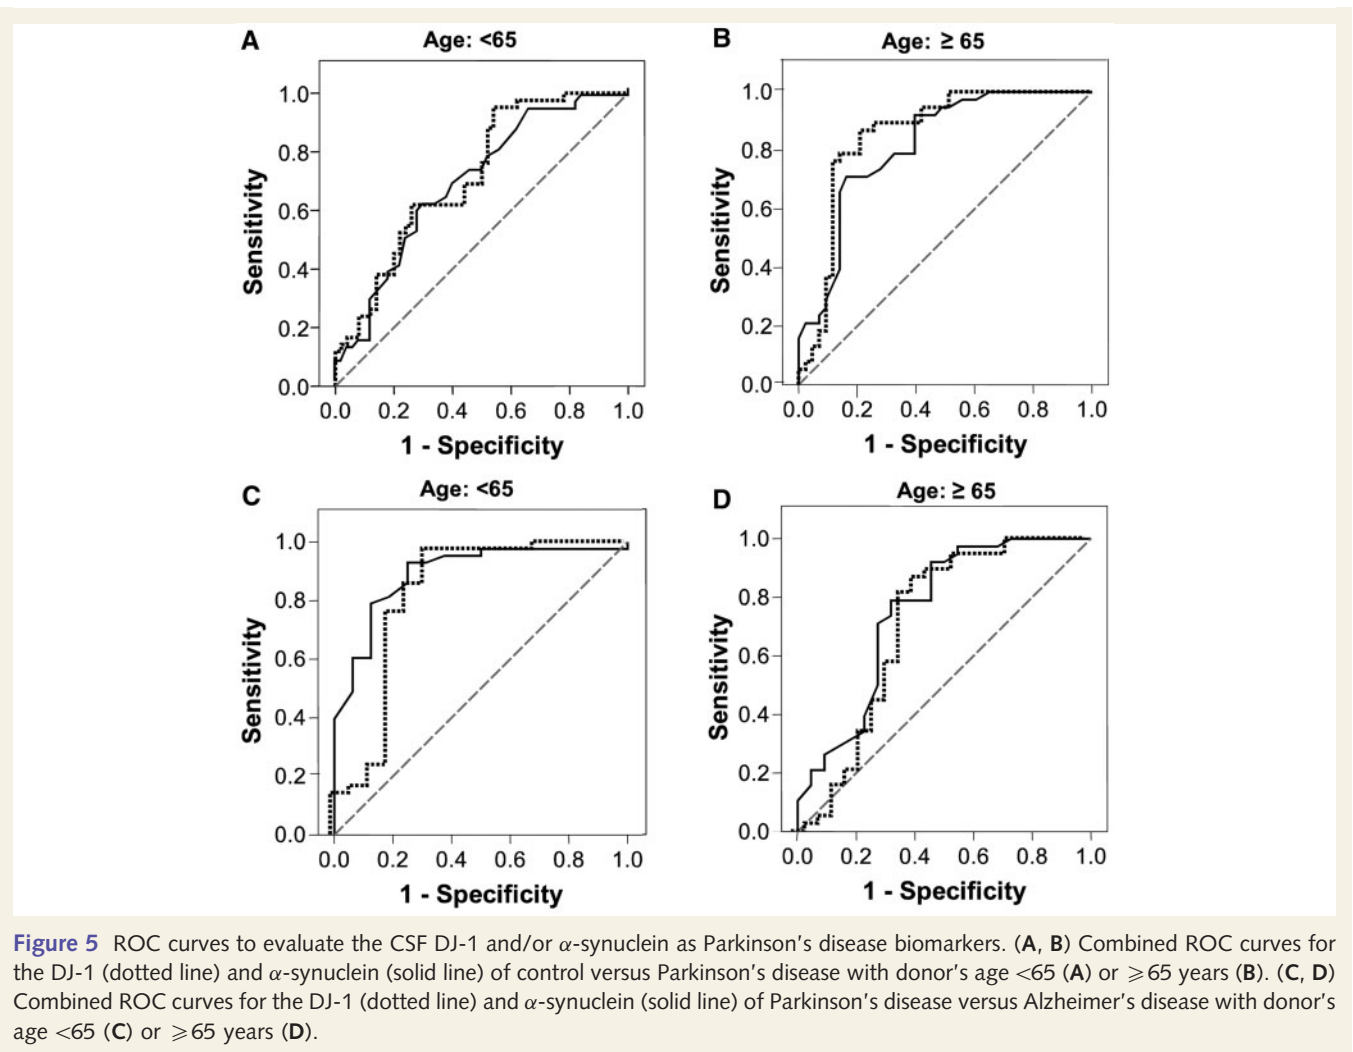 A
Age: <65
1.0
0.8
0.6
0.4
0.2
0.0
Sensitivity
0.0 0.2 0.4 0.6 0.8 1.0
1 - Specificity
B
Age: ≥ 65
1.0
0.8
0.6
0.4
0.2
0.0
Sensitivity
0.0 0.2 0.4 0.6 0.8 1.0
1 - Specificity
C
Age: <65
1.0
0.8
0.6
0.4
0.2
0.0
Sensitivity
0.0 0.2 0.4 0.6 0.8 1.0
1 - Specificity
D
Age: ≥ 65
1.0
0.8
0.6
0.4
0.2
0.0
Sensitivity
0.0 0.2 0.4 0.6 0.8 1.0
1 - Specificity
Figure 5 ROC curves to evaluate the CSF DJ-1 and/or α-synuclein as Parkinson's disease biomarkers. (A, B) Combined ROC curves for
the DJ-1 (dotted line) and α-synuclein (solid line) of control versus Parkinson's disease with donor's age <65 (A) or ≥65 years (B). (C, D)
Combined ROC curves for the DJ-1 (dotted line) and α-synuclein (solid line) of Parkinson's disease versus Alzheimer's disease with donor's
age <65 (C) or ≥65 years (D).